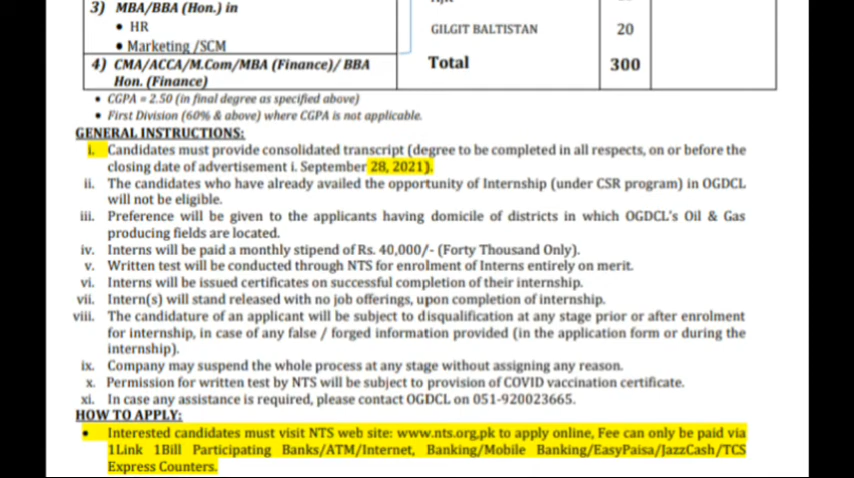 3) MBA/BBA (Hon.) in
• HR
• Marketing /SCM
GILGIT BALTISTAN 20
4) CMA/ACCA/M.Com/MBA (Finance)/ BBA
Hon. (Finance)
Total 300
• CGPA = 2.50 (in final degree as specified above)
• First Division (60% & above) where CGPA is not applicable.
GENERAL INSTRUCTIONS:
i. Candidates must provide consolidated transcript (degree to be completed in all respects, on or before the
closing date of advertisement i. September 28, 2021).
ii. The candidates who have already availed the opportunity of Internship (under CSR program) in OGDCL
will not be eligible.
iii. Preference will be given to the applicants having domicile of districts in which OGDCL's Oil & Gas
producing fields are located.
iv. Interns will be paid a monthly stipend of Rs. 40,000/- (Forty Thousand Only).
v. Written test will be conducted through NTS for enrolment of Interns entirely on merit.
vi. Interns will be issued certificates on successful completion of their internship.
vii. Intern(s) will stand released with no job offerings, upon completion of internship.
viii. The candidature of an applicant will be subject to disqualification at any stage prior or after enrolment
for internship, in case of any false / forged information provided (in the application form or during the
internship).
ix. Company may suspend the whole process at any stage without assigning any reason.
x. Permission for written test by NTS will be subject to provision of COVID vaccination certificate.
xi. In case any assistance is required, please contact OGDCL on 051-920023665.
HOW TO APPLY:
• Interested candidates must visit NTS web site: www.nts.org.pk to apply online, Fee can only be paid via
1Link 1Bill Participating Banks/ATM/Internet, Banking/Mobile Banking/EasyPaisa/JazzCash/TCS
Express Counters.